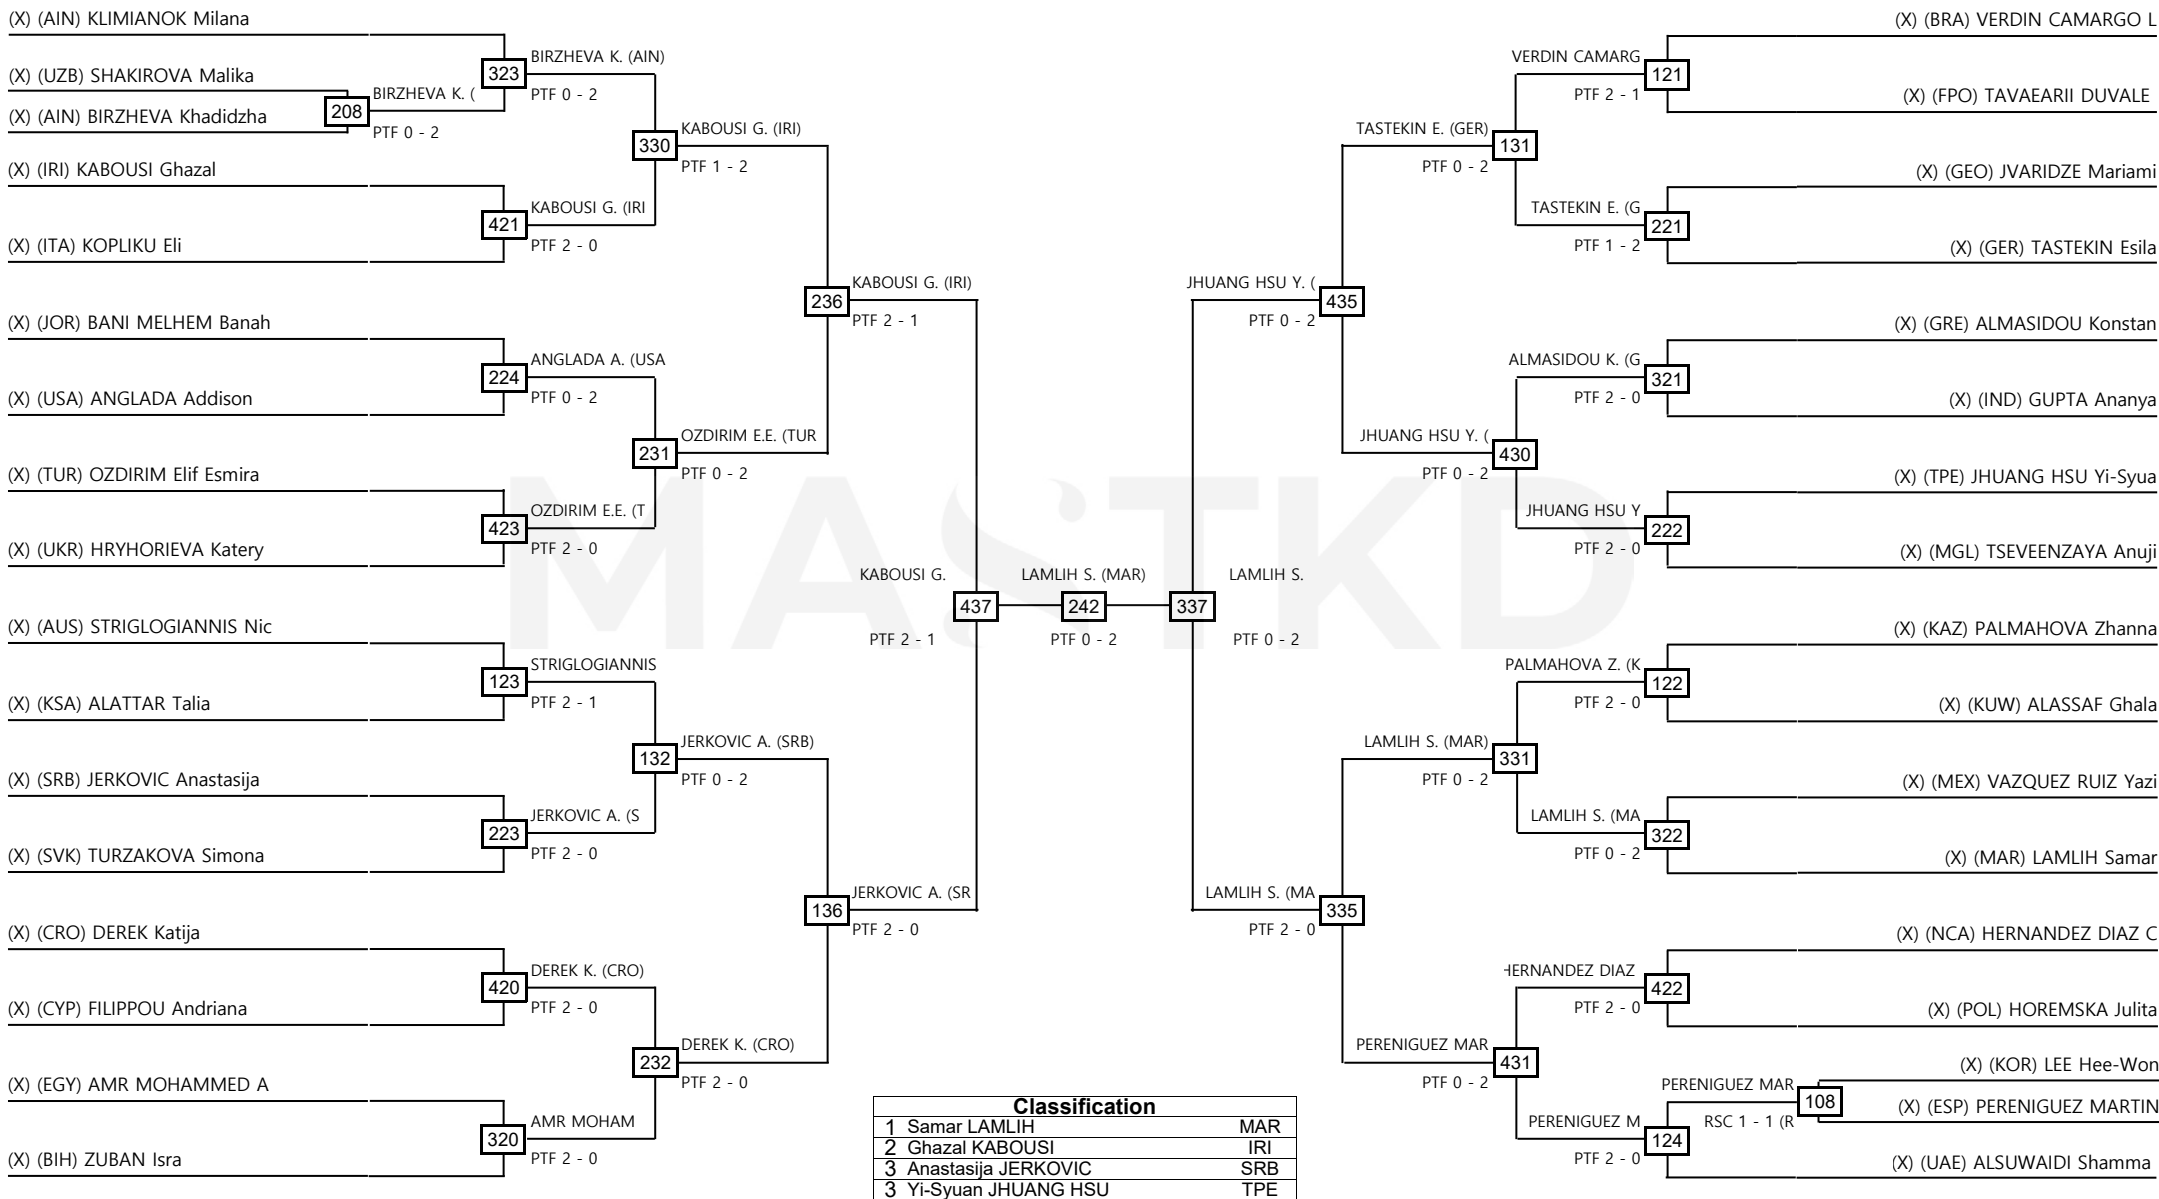 (X) (AIN) KLIMIANOK Milana
(X) (UZB) SHAKIROVA Malika
(X) (AIN) BIRZHEVA Khadidzha
(X) (IRI) KABOUSI Ghazal
(X) (ITA) KOPLIKU Eli
(X) (JOR) BANI MELHEM Banah
(X) (USA) ANGLADA Addison
(X) (TUR) OZDIRIM Elif Esmira
(X) (UKR) HRYHORIEVA Katery
(X) (AUS) STRIGLOGIANNIS Nic
(X) (KSA) ALATTAR Talia
(X) (SRB) JERKOVIC Anastasija
(X) (SVK) TURZAKOVA Simona
(X) (CRO) DEREK Katija
(X) (CYP) FILIPPOU Andriana
(X) (EGY) AMR MOHAMMED A
(X) (BIH) ZUBAN Isra
208
BIRZHEVA K. (
PTF 0 - 2
323
BIRZHEVA K. (AIN)
PTF 0 - 2
421
KABOUSI G. (IRI
PTF 2 - 0
224
ANGLADA A. (USA
PTF 0 - 2
423
OZDIRIM E.E. (T
PTF 2 - 0
123
STRIGLOGIANNIS
PTF 2 - 1
223
JERKOVIC A. (S
PTF 2 - 0
420
DEREK K. (CRO)
PTF 2 - 0
320
AMR MOHAM
PTF 2 - 0
330
KABOUSI G. (IRI)
PTF 1 - 2
231
OZDIRIM E.E. (TUR
PTF 0 - 2
132
JERKOVIC A. (SRB)
PTF 0 - 2
232
DEREK K. (CRO)
PTF 2 - 0
236
KABOUSI G. (IRI)
PTF 2 - 1
136
JERKOVIC A. (SR
PTF 2 - 0
KABOUSI G.
437
PTF 2 - 1
LAMLIH S. (MAR)
242
PTF 0 - 2
LAMLIH S.
337
PTF 0 - 2
MASTKD
JHUANG HSU Y. (
435
PTF 0 - 2
LAMLIH S. (MA
335
PTF 2 - 0
TASTEKIN E. (GER)
131
PTF 0 - 2
JHUANG HSU Y. (
430
PTF 0 - 2
LAMLIH S. (MAR)
331
PTF 0 - 2
PERENIGUEZ MAR
431
PTF 0 - 2
VERDIN CAMARG
121
PTF 2 - 1
TASTEKIN E. (G
221
PTF 1 - 2
ALMASIDOU K. (G
321
PTF 2 - 0
JHUANG HSU Y
222
PTF 2 - 0
PALMAHOVA Z. (K
122
PTF 2 - 0
LAMLIH S. (MA
322
PTF 0 - 2
HERNANDEZ DIAZ
422
PTF 2 - 0
PERENIGUEZ M
124
PTF 2 - 0
PERENIGUEZ MAR
108
RSC 1 - 1 (R
(X) (BRA) VERDIN CAMARGO L
(X) (FPO) TAVAEARII DUVALE
(X) (GEO) JVARIDZE Mariami
(X) (GER) TASTEKIN Esila
(X) (GRE) ALMASIDOU Konstan
(X) (IND) GUPTA Ananya
(X) (TPE) JHUANG HSU Yi-Syua
(X) (MGL) TSEVEENZAYA Anuji
(X) (KAZ) PALMAHOVA Zhanna
(X) (KUW) ALASSAF Ghala
(X) (MEX) VAZQUEZ RUIZ Yazi
(X) (MAR) LAMLIH Samar
(X) (NCA) HERNANDEZ DIAZ C
(X) (POL) HOREMSKA Julita
(X) (KOR) LEE Hee-Won
(X) (ESP) PERENIGUEZ MARTIN
(X) (UAE) ALSUWAIDI Shamma
Classification
1 Samar LAMLIH MAR
2 Ghazal KABOUSI IRI
3 Anastasija JERKOVIC SRB
3 Yi-Syuan JHUANG HSU TPE